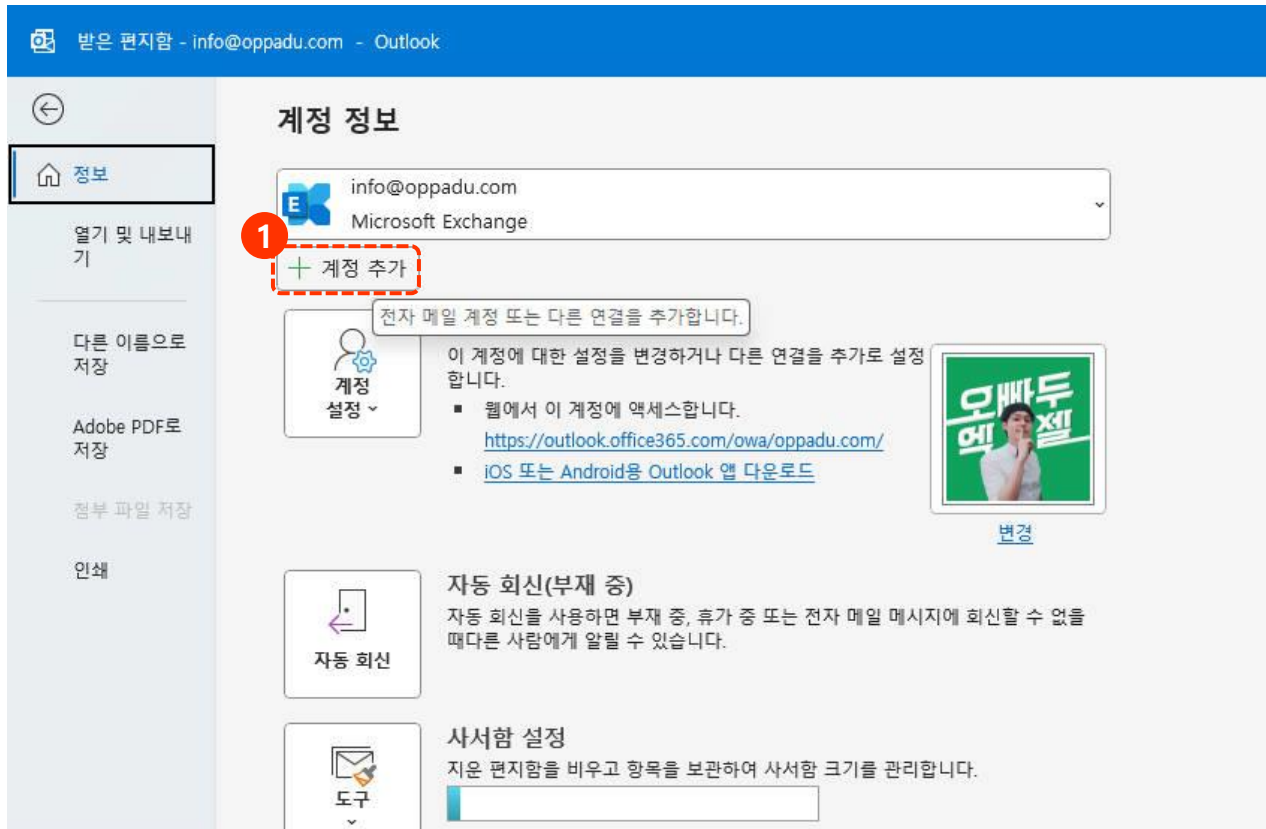 받은 편지함 - info@oppadu.com - Outlook
계정 정보
정보
info@oppadu.com
Microsoft Exchange
열기 및 내보내
기
1
계정 추가
전자 메일 계정 또는 다른 연결을 추가합니다.
다른 이름으로
저장
계정
설정
이 계정에 대한 설정을 변경하거나 다른 연결을 추가로 설정
합니다.
■ 웹에서 이 계정에 액세스합니다.
https://outlook.office365.com/owa/oppadu.com/
■ iOS 또는 Android용 Outlook 앱 다운로드
오빠두
엑셀
변경
Adobe PDF로
저장
첨부 파일 저장
인쇄
자동 회신
자동 회신(부재 중)
자동 회신을 사용하면 부재 중, 휴가 중 또는 전자 메일 메시지에 회신할 수 없을
때다른 사람에게 알릴 수 있습니다.
도구
사서함 설정
지운 편지함을 비우고 항목을 보관하여 사서함 크기를 관리합니다.